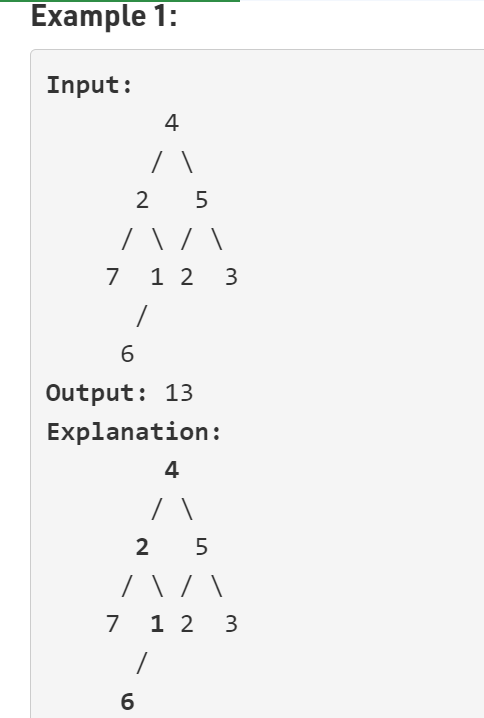 Example 1:
Input:
        4
       / \
      2   5
     / \ / \
    7  1 2  3
      /
     6
Output: 13
Explanation:
        4
       / \
      2   5
     / \ / \
    7  1 2  3
      /
     6